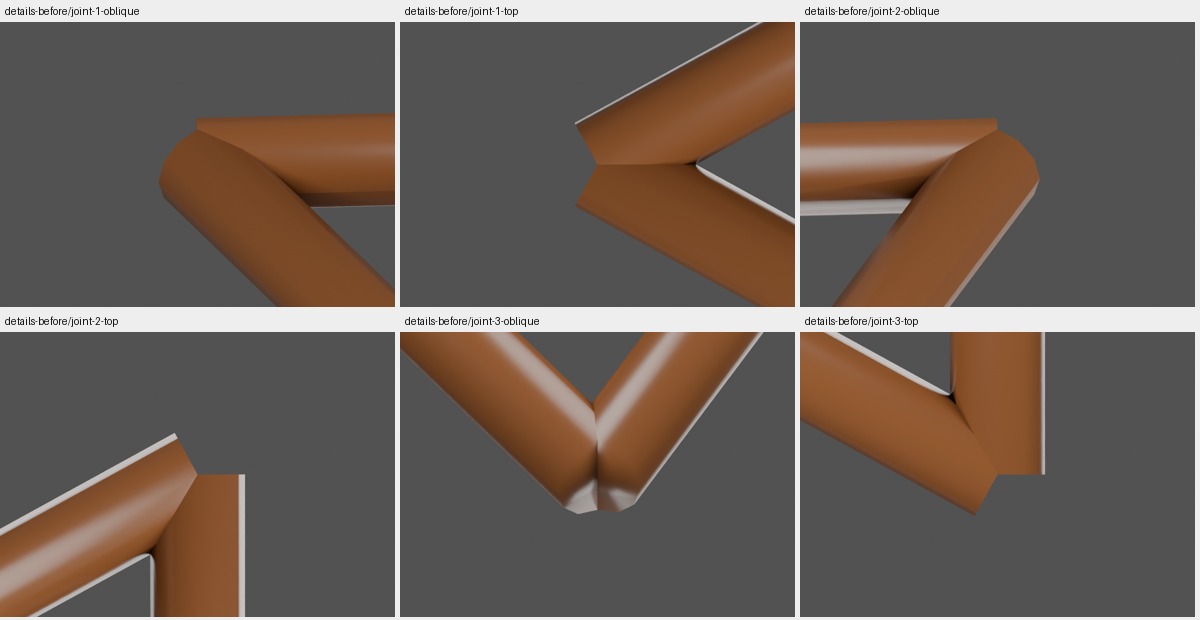 details-before/joint-1-oblique
details-before/joint-1-top
details-before/joint-2-oblique
details-before/joint-2-top
details-before/joint-3-oblique
details-before/joint-3-top